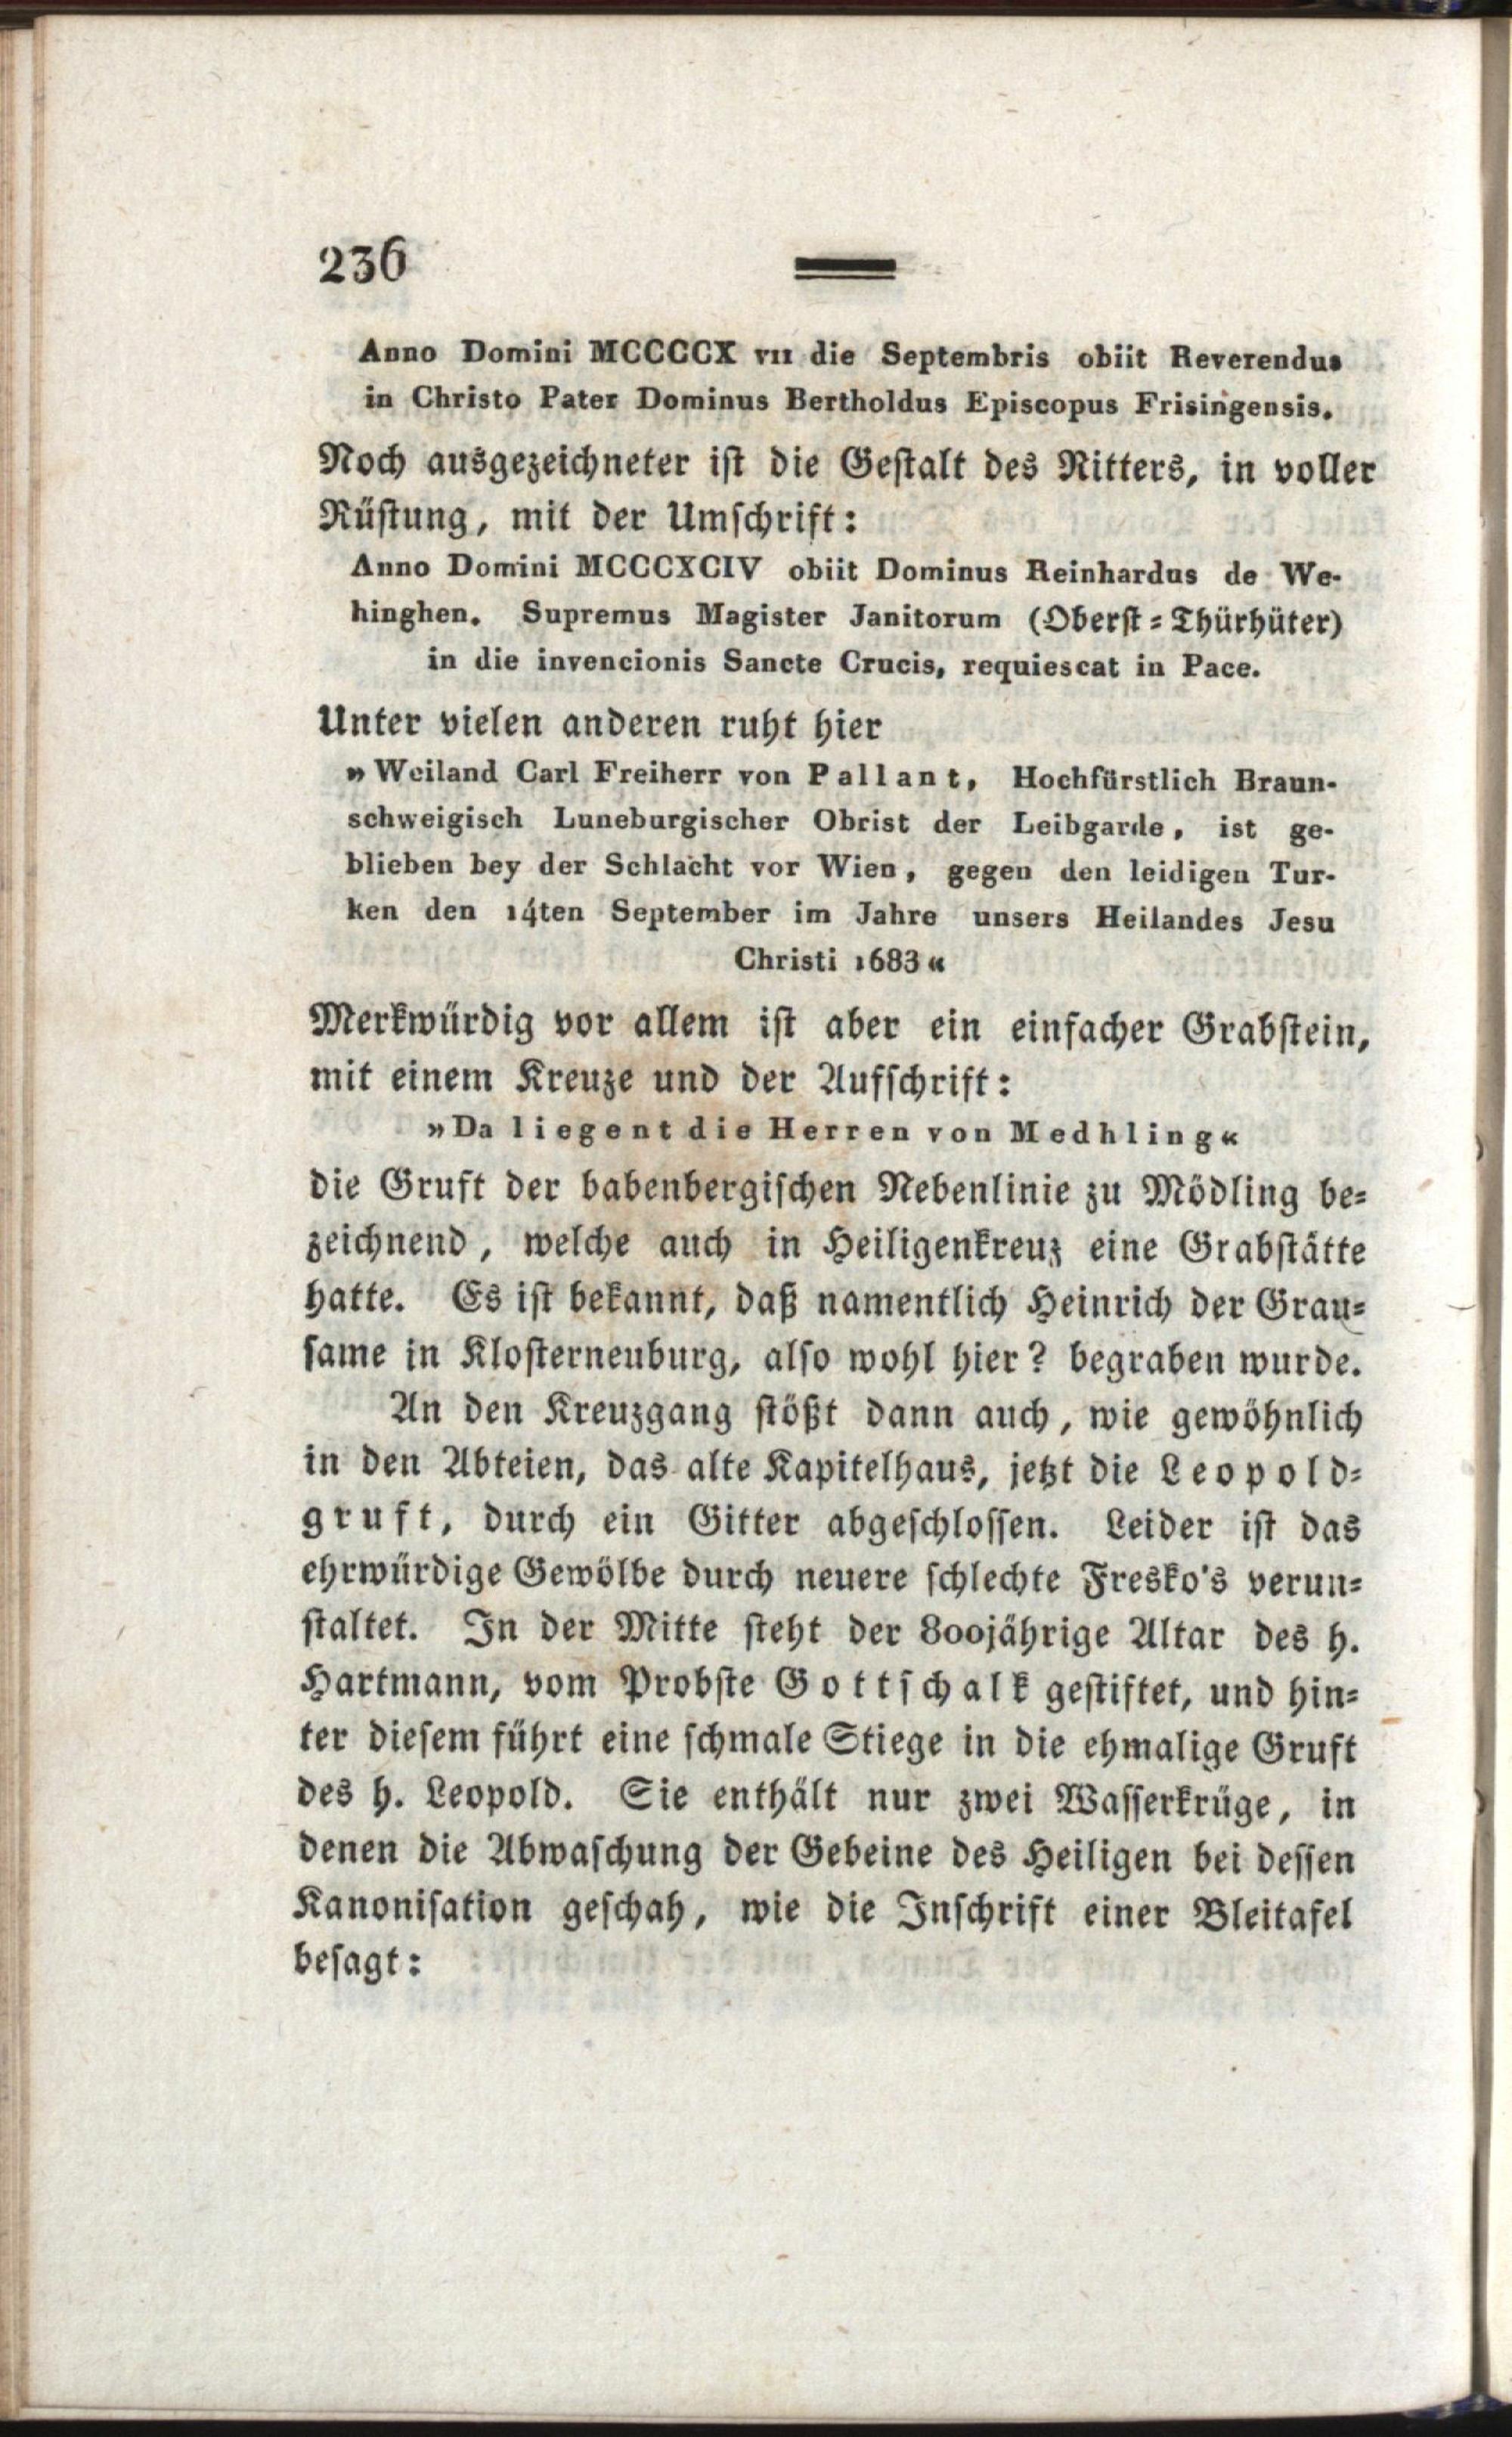 236
Anno Domini MCCCCX VII die Septembris obiit Reverendus
in Christo Pater Dominus Bertholdus Episcopus Frisingensis.
Noch ausgezeichneter ist die Gestalt des Ritters, in voller
Rüstung, mit der Umschrift:
Anno Domini MCCCXCIV obiit Dominus Reinhardus de We-
hinghen. Supremus Magister Janitorum (Oberst-Thürhüter)
in die invencionis Sancte Crucis, requiescat in Pace.
Unter vielen anderen ruht hier
»Weiland Carl Freiherr von Pallant, Hochfürstlich Braun-
schweigisch Luneburgischer Obrist der Leibgarde, ist ge-
blieben bey der Schlacht vor Wien, gegen den leidigen Tur-
ken den 14ten September im Jahre unsers Heilandes Jesu
Christi 1683«
Merkwürdig vor allem ist aber ein einfacher Grabstein,
mit einem Kreuze und der Aufschrift:
»Da liegent die Herren von Medhling«
die Gruft der babenbergischen Nebenlinie zu Mödling be-
zeichnend, welche auch in Heiligenkreuz eine Grabstätte
hatte. Es ist bekannt, daß namentlich Heinrich der Grau-
same in Klosterneuburg, also wohl hier? begraben wurde.
An den Kreuzgang stößt dann auch, wie gewöhnlich
in den Abteien, das alte Kapitelhaus, jetzt die Leopold-
gruft, durch ein Gitter abgeschlossen. Leider ist das
ehrwürdige Gewölbe durch neuere schlechte Fresko's verun-
staltet. In der Mitte steht der 800jährige Altar des h.
Hartmann, vom Probste Gottschalk gestiftet, und hin-
ter diesem führt eine schmale Stiege in die ehmalige Gruft
des h. Leopold. Sie enthält nur zwei Wasserkrüge, in
denen die Abwaschung der Gebeine des Heiligen bei dessen
Kanonisation geschah, wie die Inschrift einer Bleitafel
besagt: